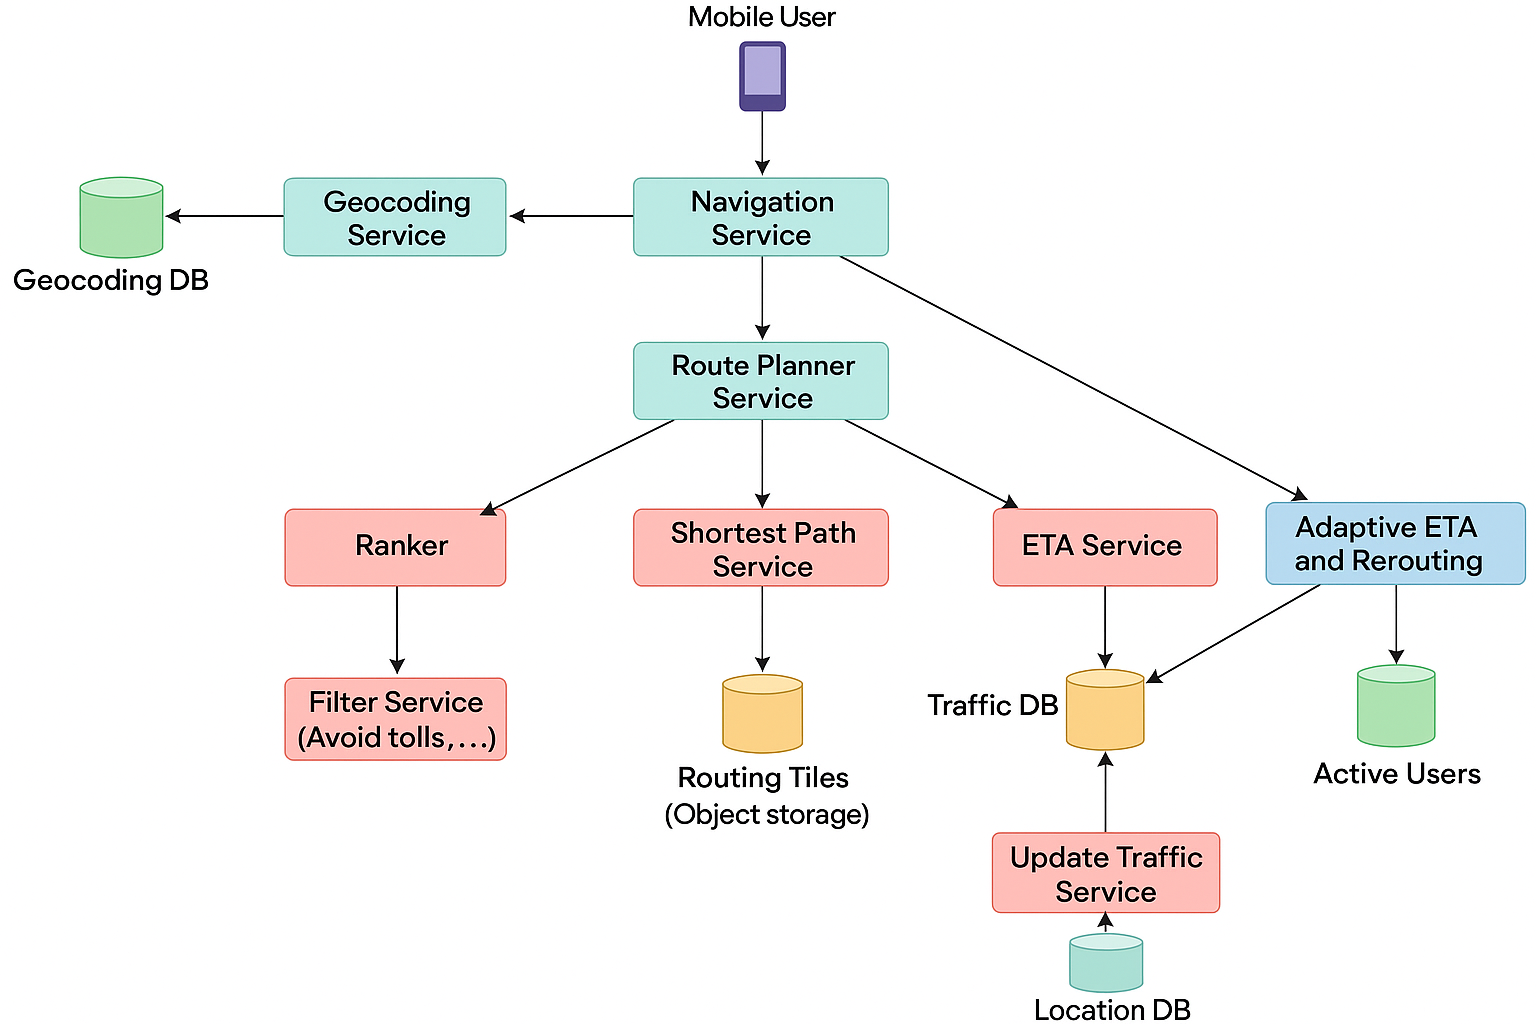 Mobile User
Geocoding
Service
Navigation
Service
Geocoding DB
Route Planner
Service
Ranker
Shortest Path
Service
ETA Service
Adaptive ETA
and Rerouting
Filter Service
(Avoid tolls,...)
Routing Tiles
(Object storage)
Traffic DB
Active Users
Update Traffic
Service
Location DB